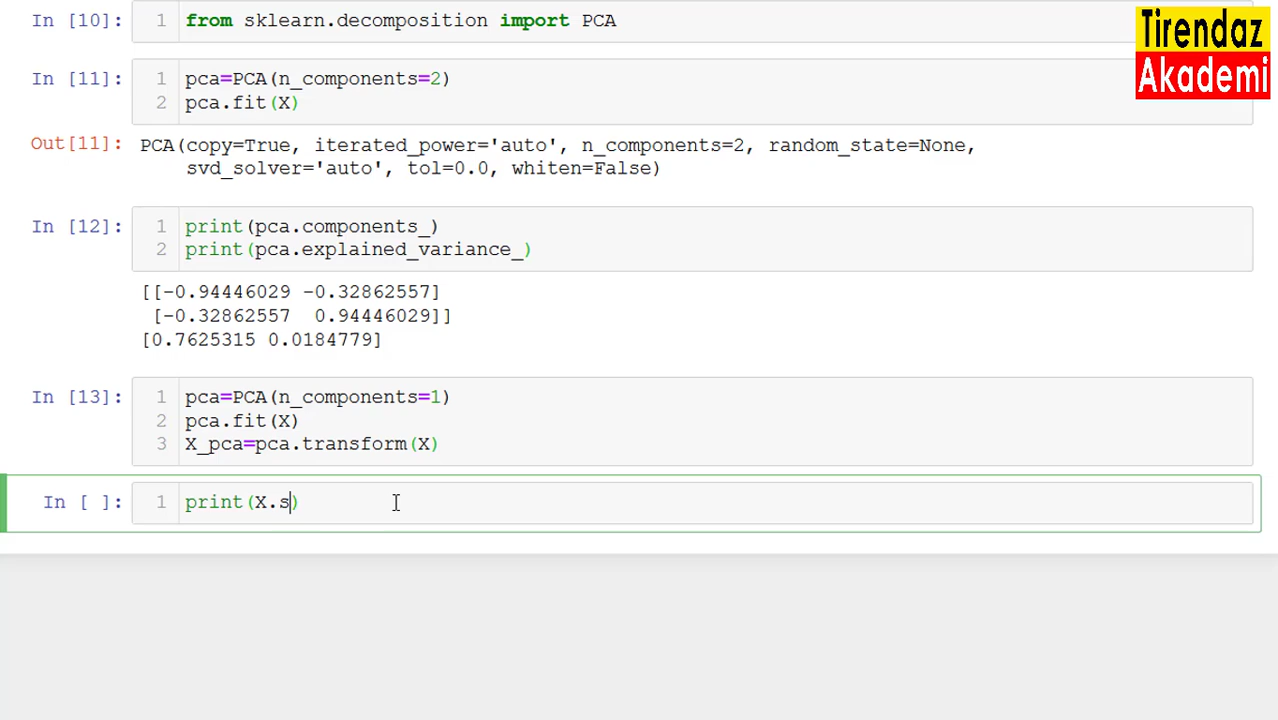 In [10]: 1 from sklearn.decomposition import PCA
Tirendaz
Akademi
In [11]: 1 pca=PCA(n_components=2)
2 pca.fit(X)
Out[11]: PCA(copy=True, iterated_power='auto', n_components=2, random_state=None,
svd_solver='auto', tol=0.0, whiten=False)
In [12]: 1 print(pca.components_)
2 print(pca.explained_variance_)
[[-0.94446029 -0.32862557]
[-0.32862557 0.94446029]]
[0.7625315 0.0184779]
In [13]: 1 pca=PCA(n_components=1)
2 pca.fit(X)
3 X_pca=pca.transform(X)
In [ ]: 1 print(X.s)